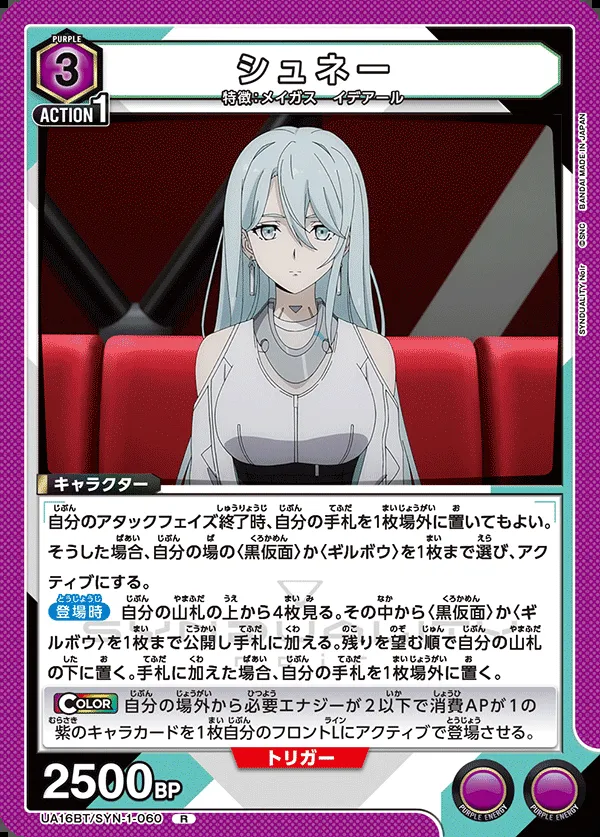 PURPLE
3
ACTION 1
シュネー
特徴:メイガス イデアール
SYNDUALITY Noir ©SNC BANDAI MADE IN JAPAN
キャラクター
自分のアタックフェイズ終了時、自分の手札を1枚場外に置いてもよい。
そうした場合、自分の場の〈黒仮面〉か〈ギルボウ〉を1枚まで選び、アク
ティブにする。
登場時 自分の山札の上から4枚見る。その中から〈黒仮面〉か〈ギ
ルボウ〉を1枚まで公開し手札に加える。残りを望む順で自分の山札
の下に置く。手札に加えた場合、自分の手札を1枚場外に置く。
COLOR 自分の場外から必要エナジーが2以下で消費APが1の
紫のキャラカードを1枚自分のフロントLにアクティブで登場させる。
トリガー
2500BP
PURPLE ENERGY PURPLE ENERGY
UA16BT/SYN-1-060 R